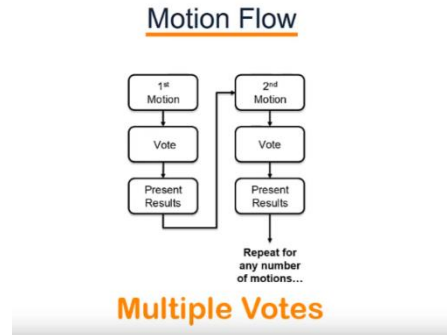 Motion Flow
1st
Motion
Vote
Present
Results
2nd
Motion
Vote
Present
Results
Repeat for
any number
of motions...
Multiple Votes